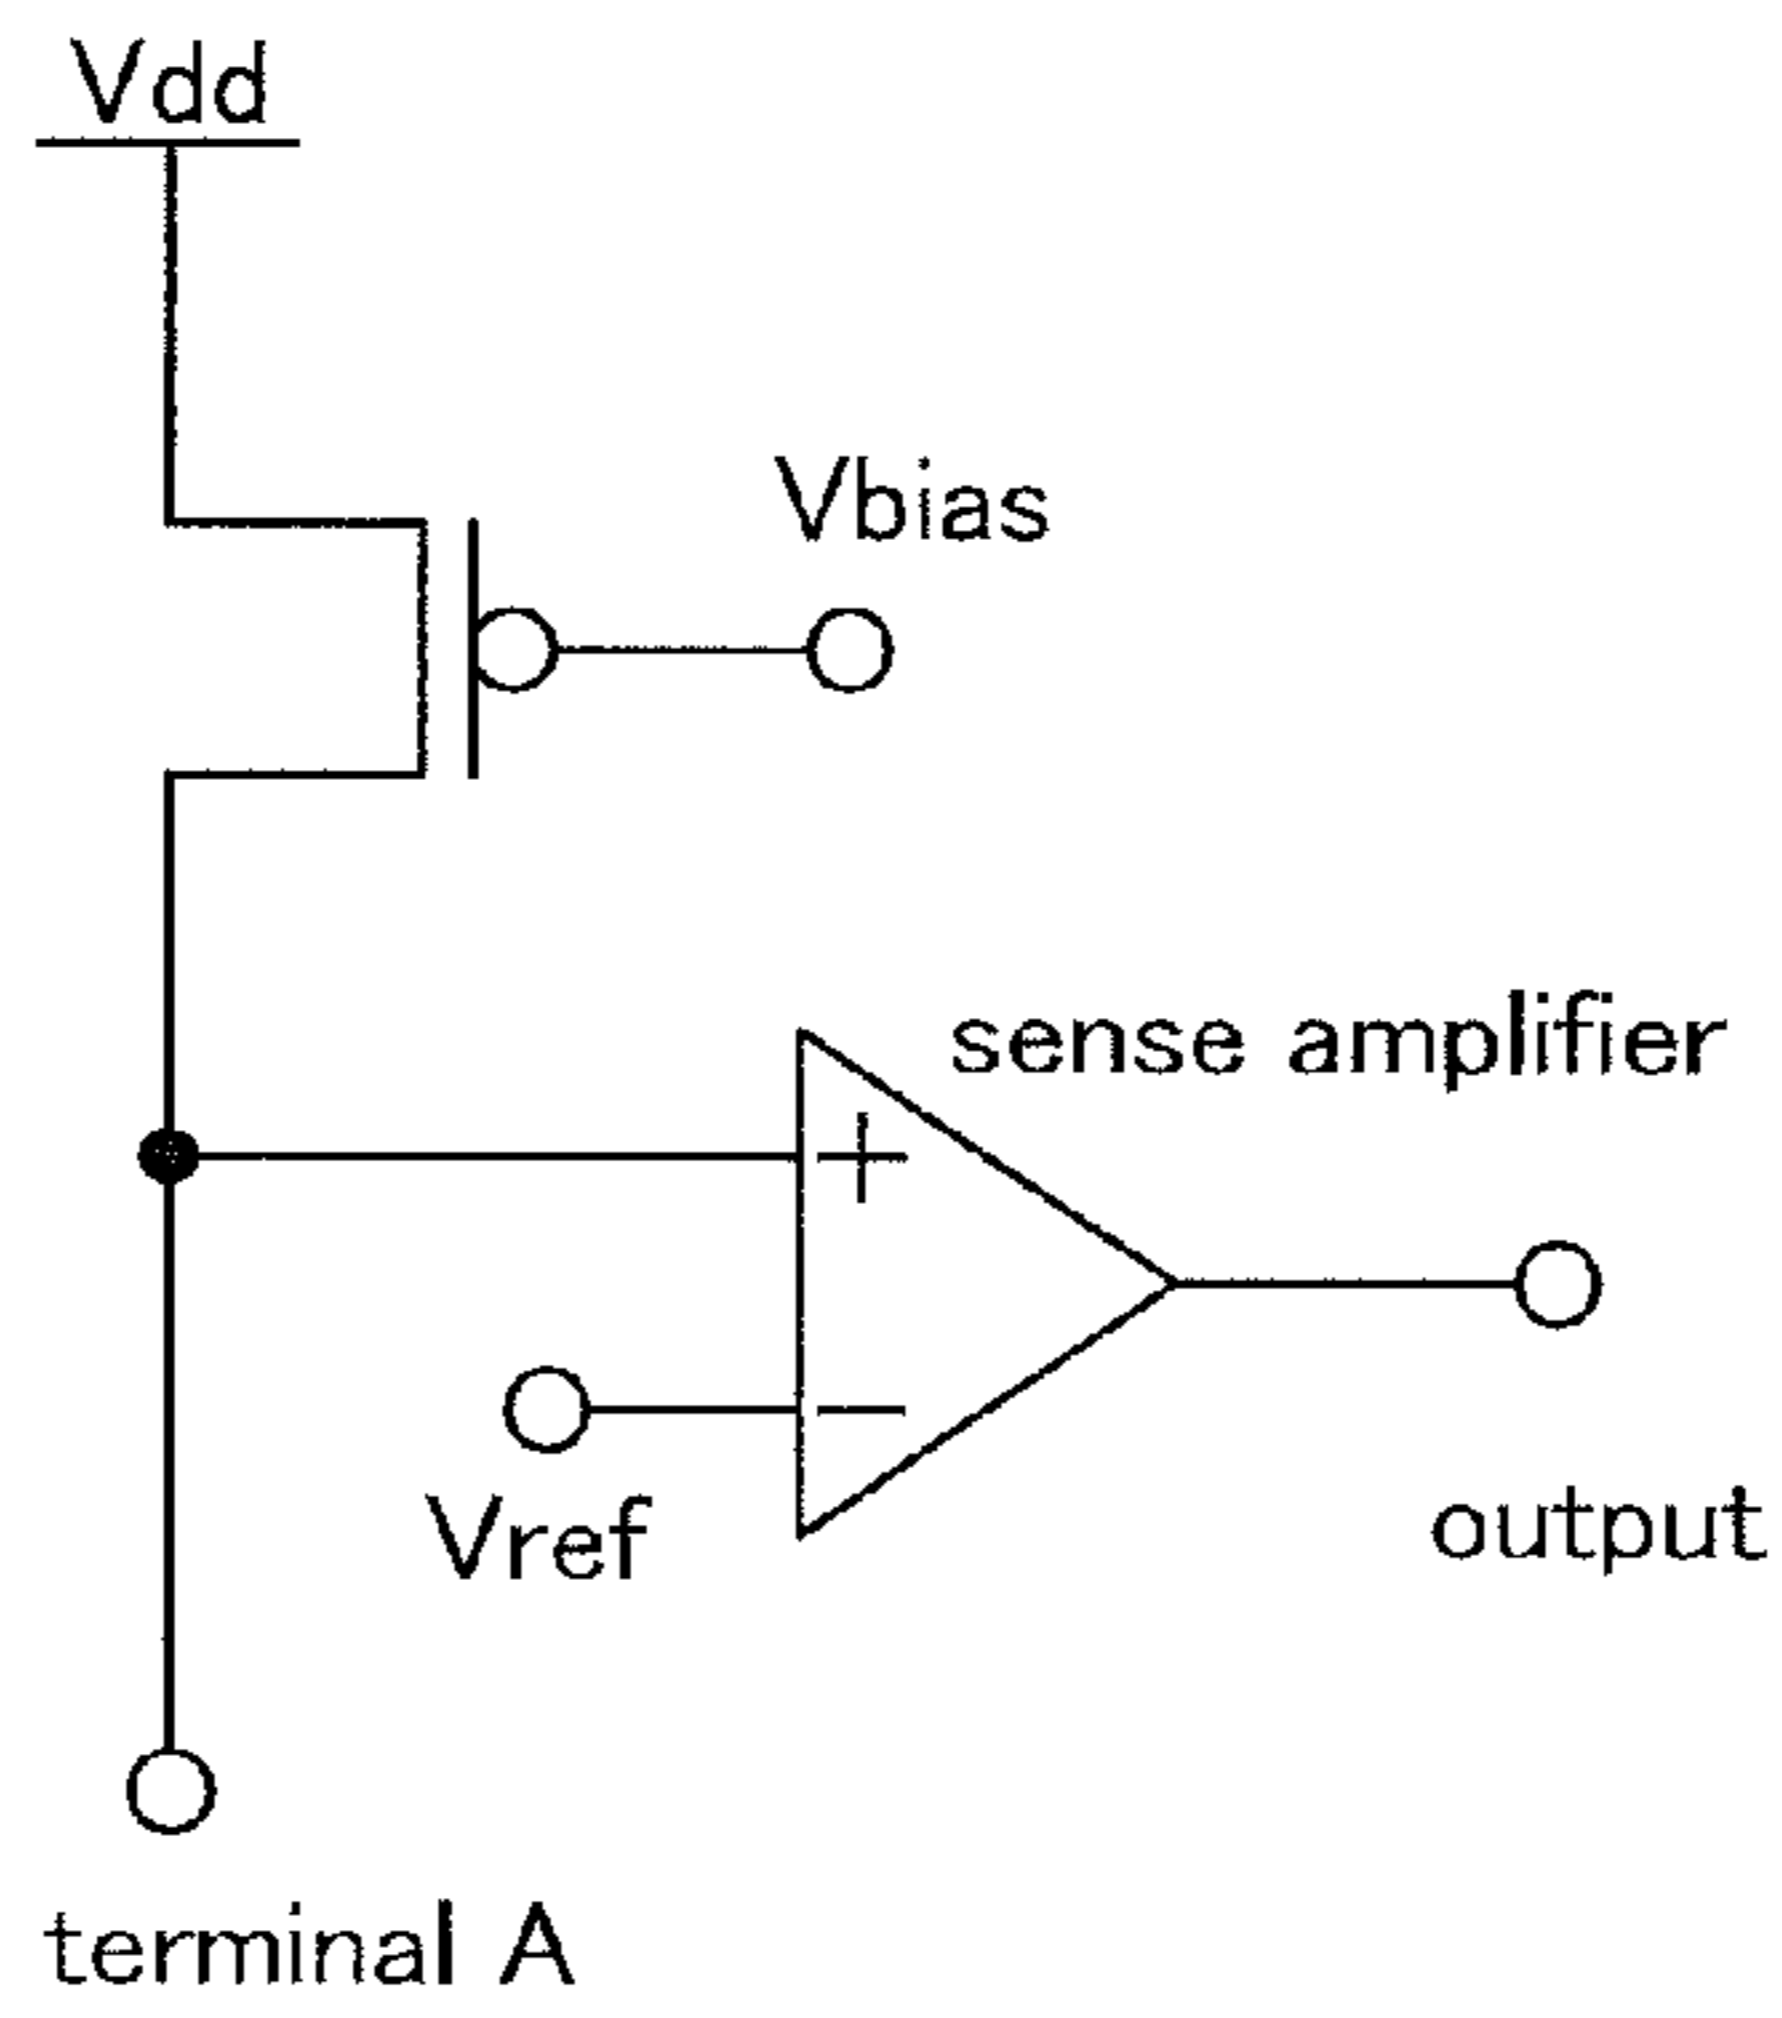 Vdd
Vbias
sense amplifier
+
−
Vref
output
terminal A